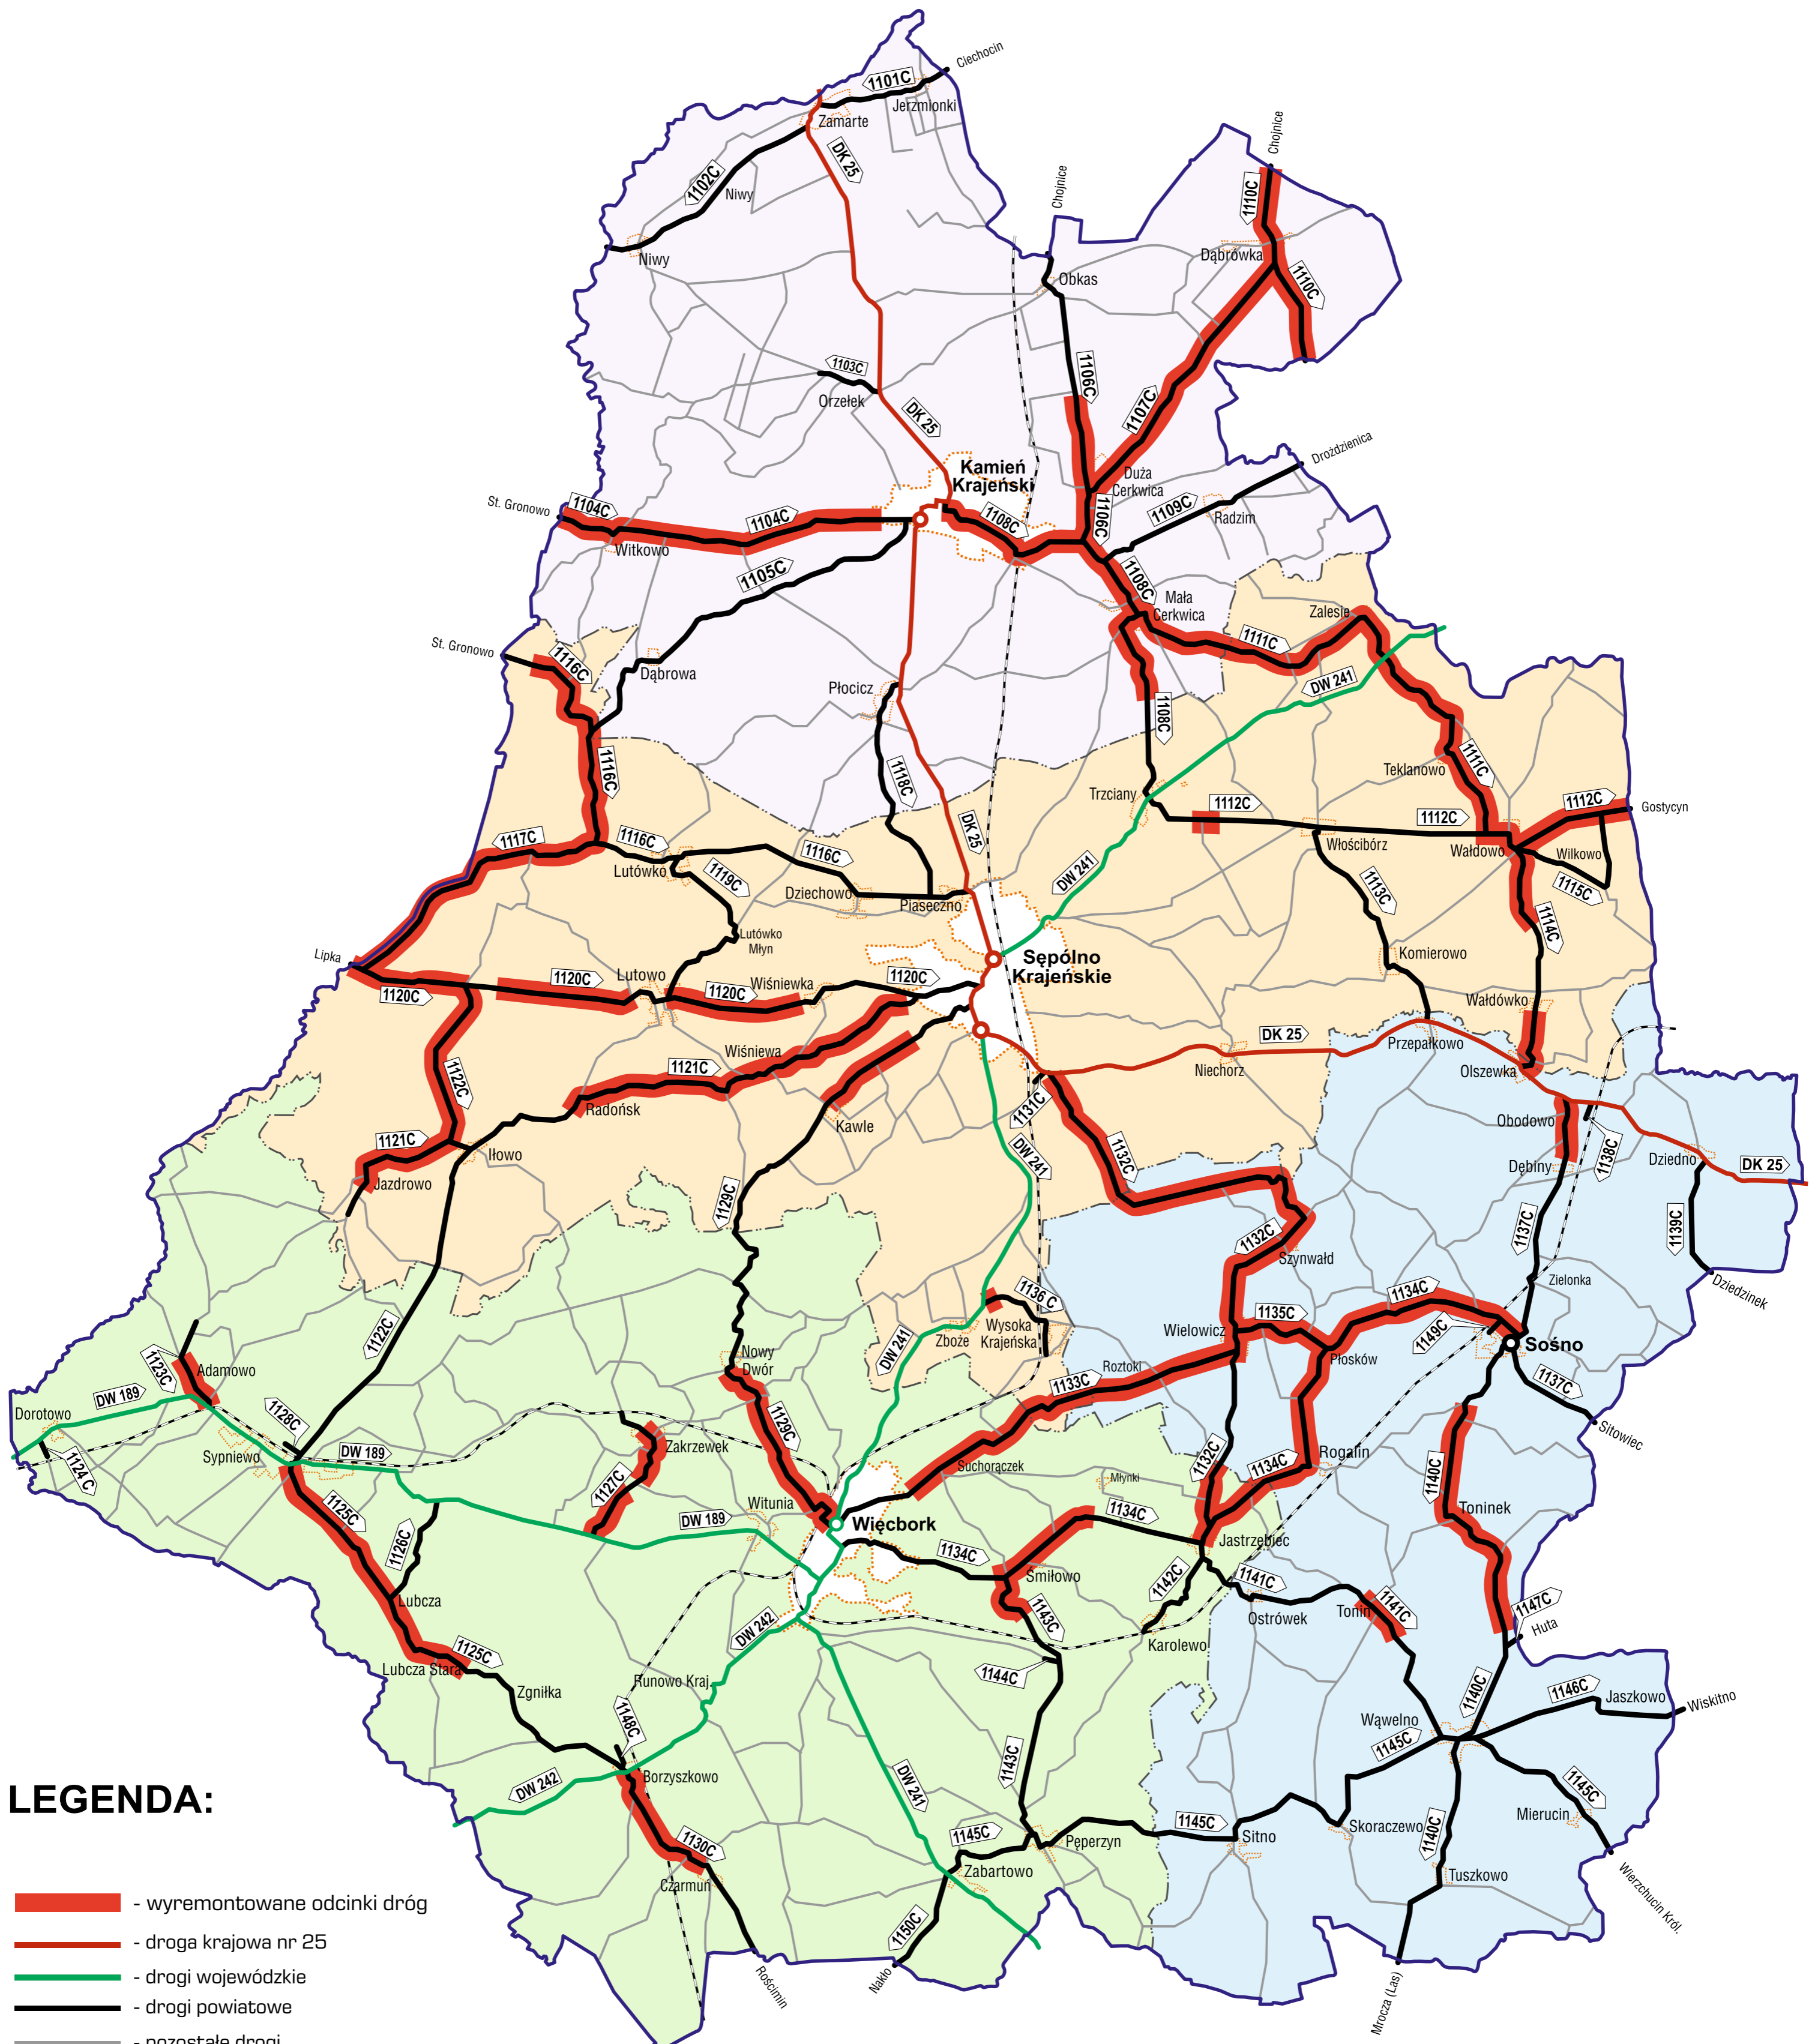 Ciechocin
1101C
Jerzmionki
Zamarte
DK 25
1102C
Niwy
Niwy
Chojnice
Chojnice
1110C
Dąbrówka
1110C
Obkas
1103C
Orzełek
1106C
1107C
DK 25
Kamień
Krajeński
Duża
Cerkwica
Drożdzienica
St. Gronowo
1104C
1104C
Witkowo
1108C
1106C
1109C
Radzim
1105C
1108C
Mała
Cerkwica
Zalesie
St. Gronowo
1116C
Dąbrowa
1111C
DW 241
Płocicz
1108C
1116C
1118C
Teklanowo
1111C
Trzciany
1112C
1112C
1112C
Gostycyn
DK 25
1117C
1116C
1116C
Lutówko
1119C
Dziechowo
Piaseczno
DW 241
Włościbórz
Wałdowo
Wilkowo
1115C
1113C
1114C
Lutówko
Młyn
Komierowo
Lipka
1120C
1120C
Lutowo
1120C
Wiśniewka
1120C
Sępólno
Krajeńskie
Wałdówko
DK 25
Przepałkowo
Niechorz
Olszewka
Wiśniewa
1121C
Radońsk
1122C
Kawle
1131C
Obodowo
1138C
1121C
Iłowo
Jazdrowo
DW 241
1132C
Dębiny
Dziedno
DK 25
1129C
1137C
1139C
1132C
Szynwałd
Zielonka
Dziedzinek
1136 C
Wysoka
Krajeńska
Zboże
1134C
1135C
Wielowicz
1149C
Sośno
1122C
DW 241
Nowy
Dwór
Roztoki
Płosków
1123C
Adamowo
1133C
1137C
DW 189
Dorotowo
1128C
1129C
Sitowiec
1124 C
Sypniewo
DW 189
Zakrzewek
1127C
Suchorączek
Młynki
1132C
1134C
Rogalin
1140C
Toninek
1125C
Witunia
DW 189
Więcbork
1134C
Jastrzębiec
1126C
1134C
Śmiłowo
1142C
1141C
Lubcza
Ostrówek
Tonin
1141C
1147C
Huta
1143C
DW 242
Karolewo
1125C
Lubcza Stara
1144C
Runowo Kraj.
Zgniłka
1140C
1146C
Jaszkowo
Wiskitno
1148C
Wąwelno
1145C
1143C
DW 242
Borzyszkowo
DW 241
1145C
Mierucin
LEGENDA:
1145C
1145C
Skoraczewo
1140C
Pęperzyn
Sitno
1130C
Zabartowo
Czarmuń
Tuszkowo
Wierzchucin Król.
- wyremontowane odcinki dróg
1150C
- droga krajowa nr 25
Rościmin
Nakło
Mrocza (Las)
- drogi wojewódzkie
- drogi powiatowe
- pozostałe drogi